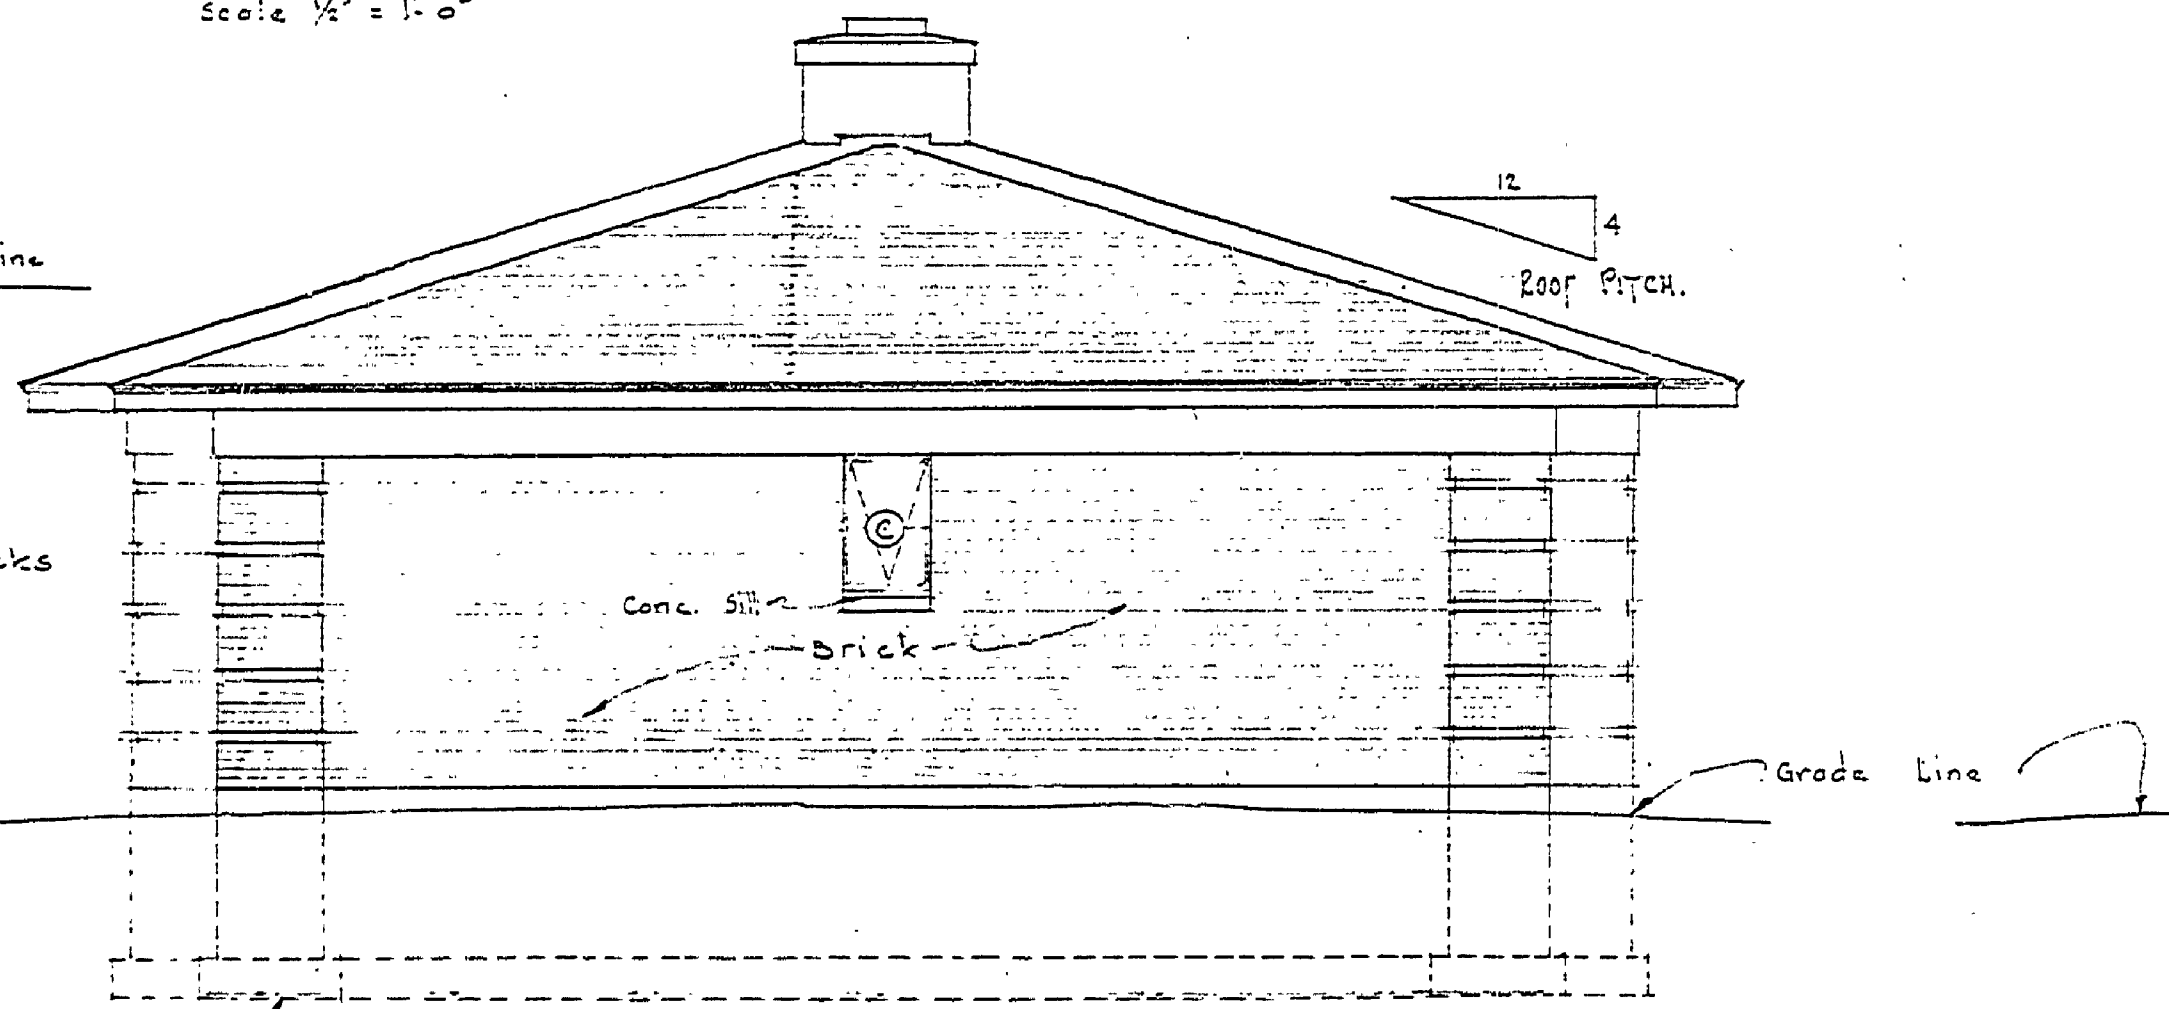 Scale ½" = 1'-0"
12
4
ROOF PITCH.
C
Conc. Sill
Brick
Grade Line